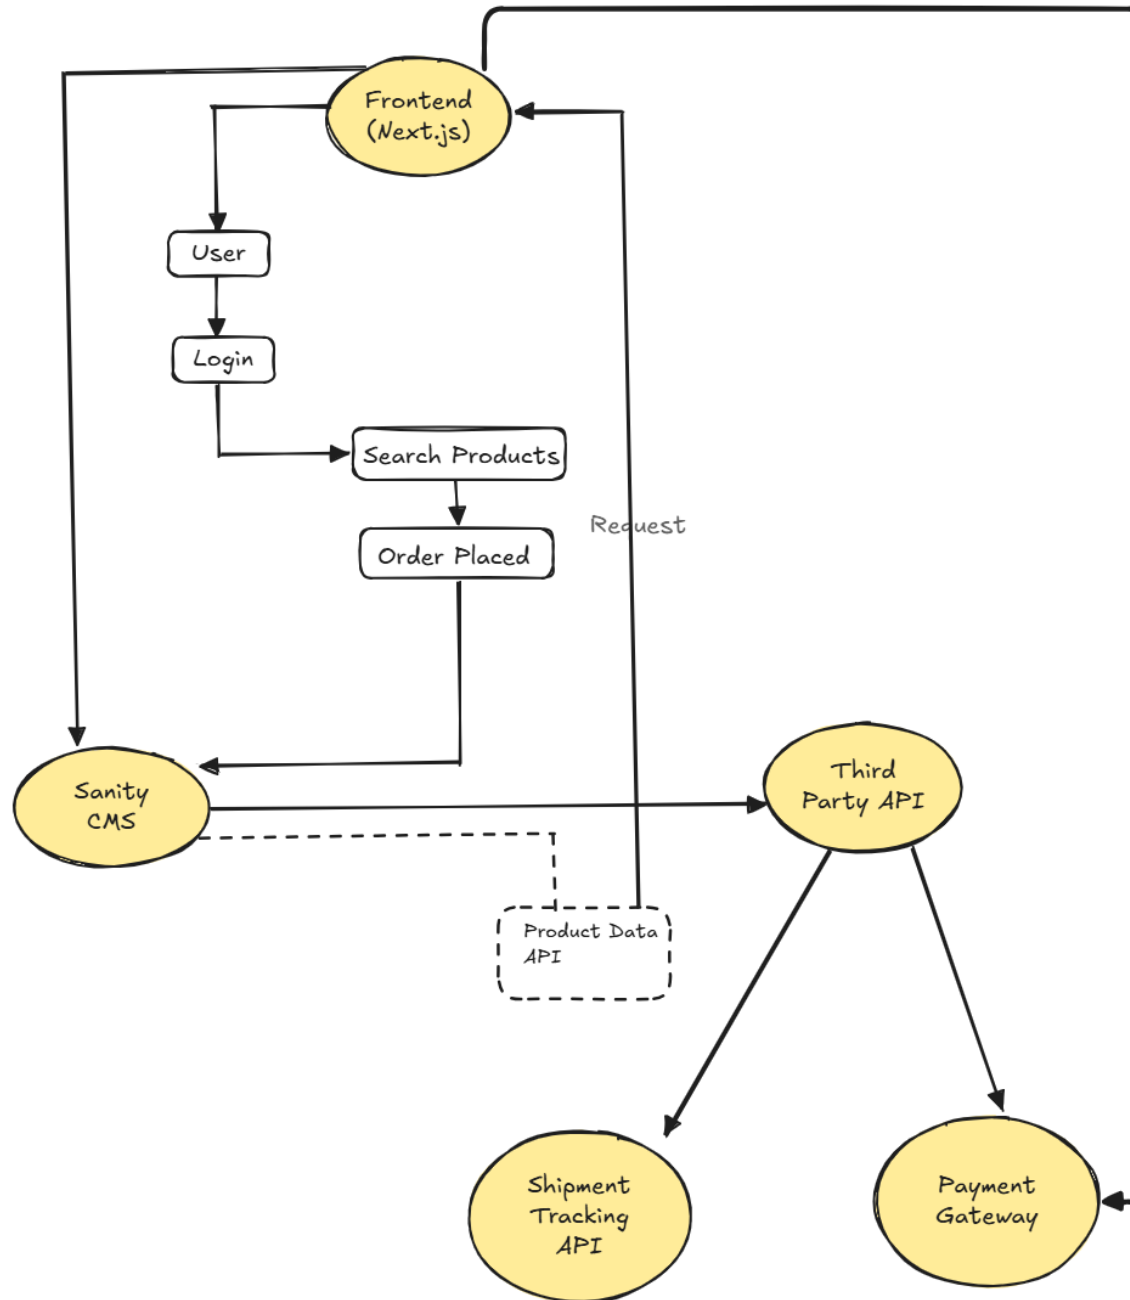 Frontend
(Next.js)
User
Login
Search Products
Order Placed
Request
Sanity
CMS
Third
Party API
Product Data
API
Shipment
Tracking
API
Payment
Gateway